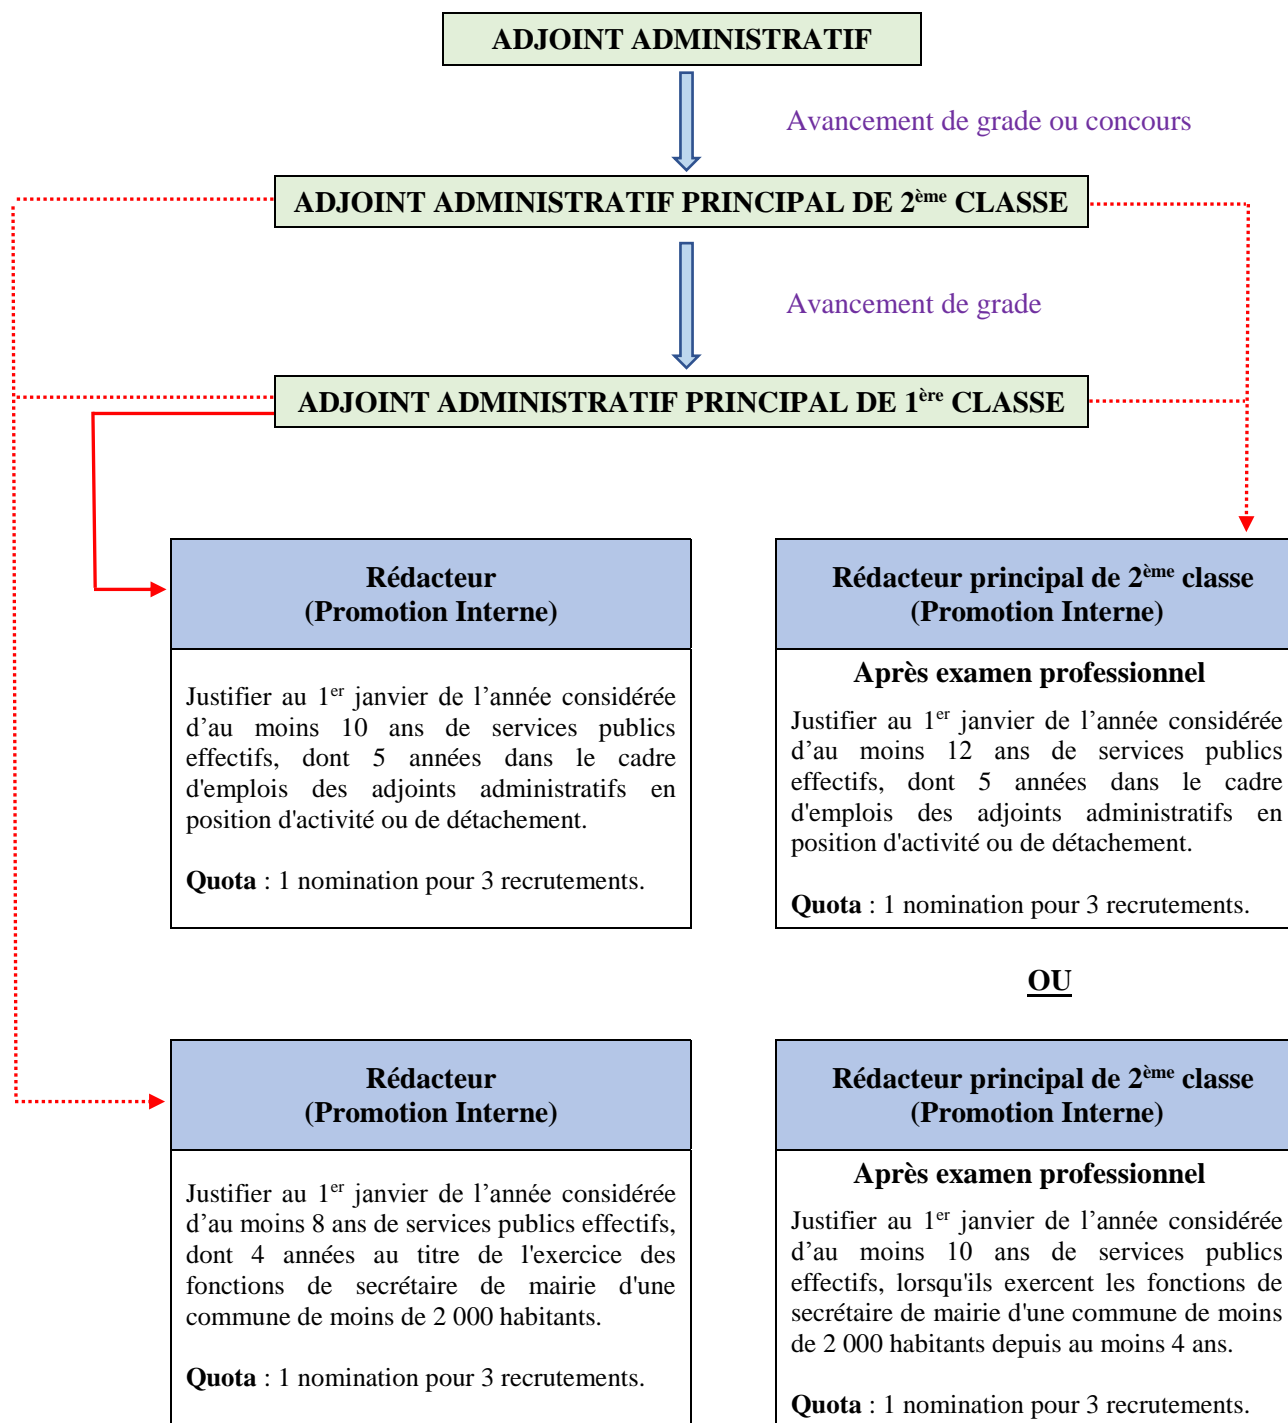 ADJOINT ADMINISTRATIF
Avancement de grade ou concours
ADJOINT ADMINISTRATIF PRINCIPAL DE 2ème CLASSE
Avancement de grade
ADJOINT ADMINISTRATIF PRINCIPAL DE 1ère CLASSE
Rédacteur
(Promotion Interne)
Justifier au 1er janvier de l’année considérée
d’au moins 10 ans de services publics
effectifs, dont 5 années dans le cadre
d'emplois des adjoints administratifs en
position d'activité ou de détachement.
Quota : 1 nomination pour 3 recrutements.
Rédacteur principal de 2ème classe
(Promotion Interne)
Après examen professionnel
Justifier au 1er janvier de l’année considérée
d’au moins 12 ans de services publics
effectifs, dont 5 années dans le cadre
d'emplois des adjoints administratifs en
position d'activité ou de détachement.
Quota : 1 nomination pour 3 recrutements.
OU
Rédacteur
(Promotion Interne)
Justifier au 1er janvier de l’année considérée
d’au moins 8 ans de services publics effectifs,
dont 4 années au titre de l'exercice des
fonctions de secrétaire de mairie d'une
commune de moins de 2 000 habitants.
Quota : 1 nomination pour 3 recrutements.
Rédacteur principal de 2ème classe
(Promotion Interne)
Après examen professionnel
Justifier au 1er janvier de l’année considérée
d’au moins 10 ans de services publics
effectifs, lorsqu'ils exercent les fonctions de
secrétaire de mairie d'une commune de moins
de 2 000 habitants depuis au moins 4 ans.
Quota : 1 nomination pour 3 recrutements.